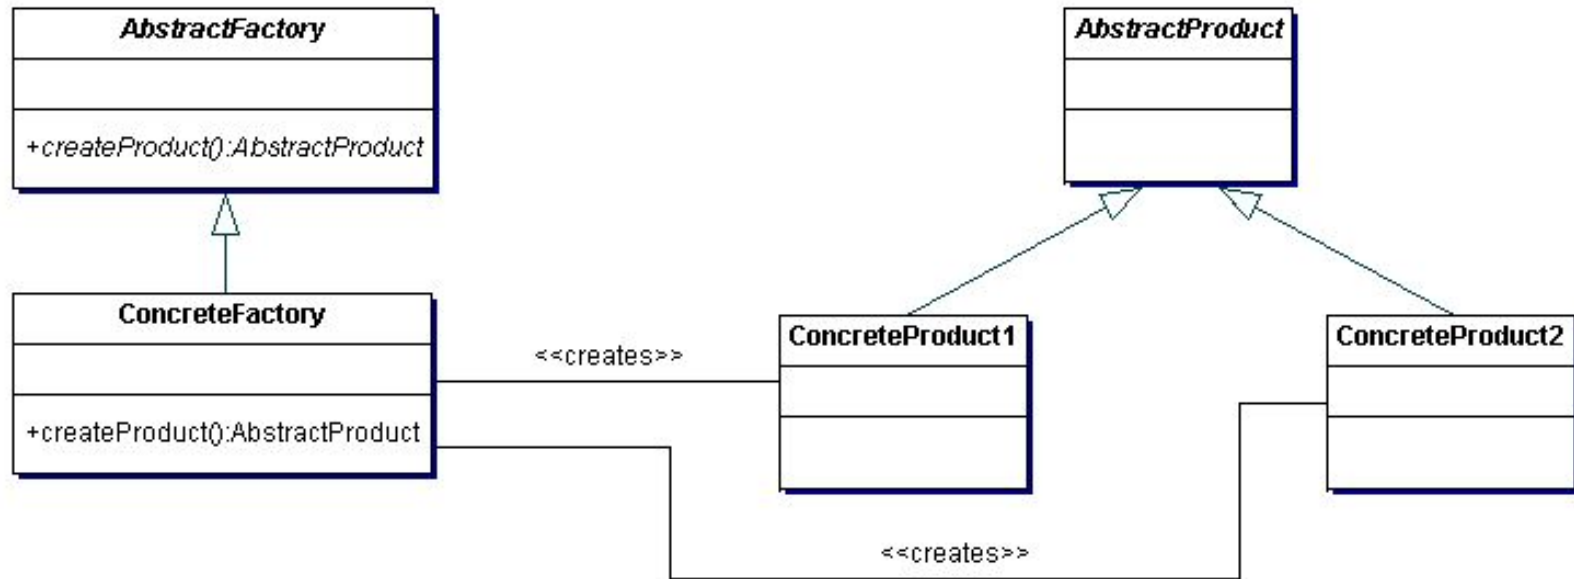 AbstractFactory
+createProduct():AbstractProduct
AbstractProduct
ConcreteFactory
+createProduct():AbstractProduct
<<creates>>
ConcreteProduct1
ConcreteProduct2
<<creates>>